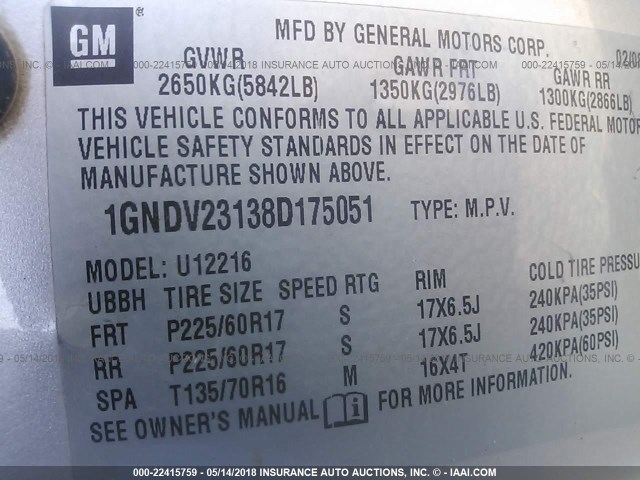 GM
MFD BY GENERAL MOTORS CORP.
02/08
GVWR GAWR FRT GAWR RR
2650KG(5842LB) 1350KG(2976LB) 1300KG(2866LB)
THIS VEHICLE CONFORMS TO ALL APPLICABLE U.S. FEDERAL MOTOR
VEHICLE SAFETY STANDARDS IN EFFECT ON THE DATE OF
MANUFACTURE SHOWN ABOVE.
1GNDV23138D175051 TYPE: M.P.V.
MODEL: U12216
UBBH TIRE SIZE SPEED RTG RIM COLD TIRE PRESSU
FRT P225/60R17 S 17X6.5J 240KPA(35PSI)
RR P225/60R17 S 17X6.5J 240KPA(35PSI)
SPA T135/70R16 M 16X4T 420KPA(60PSI)
SEE OWNER'S MANUAL FOR MORE INFORMATION.
000-22415759 - 05/14/2018 INSURANCE AUTO AUCTIONS, INC. - © IAAI.COM